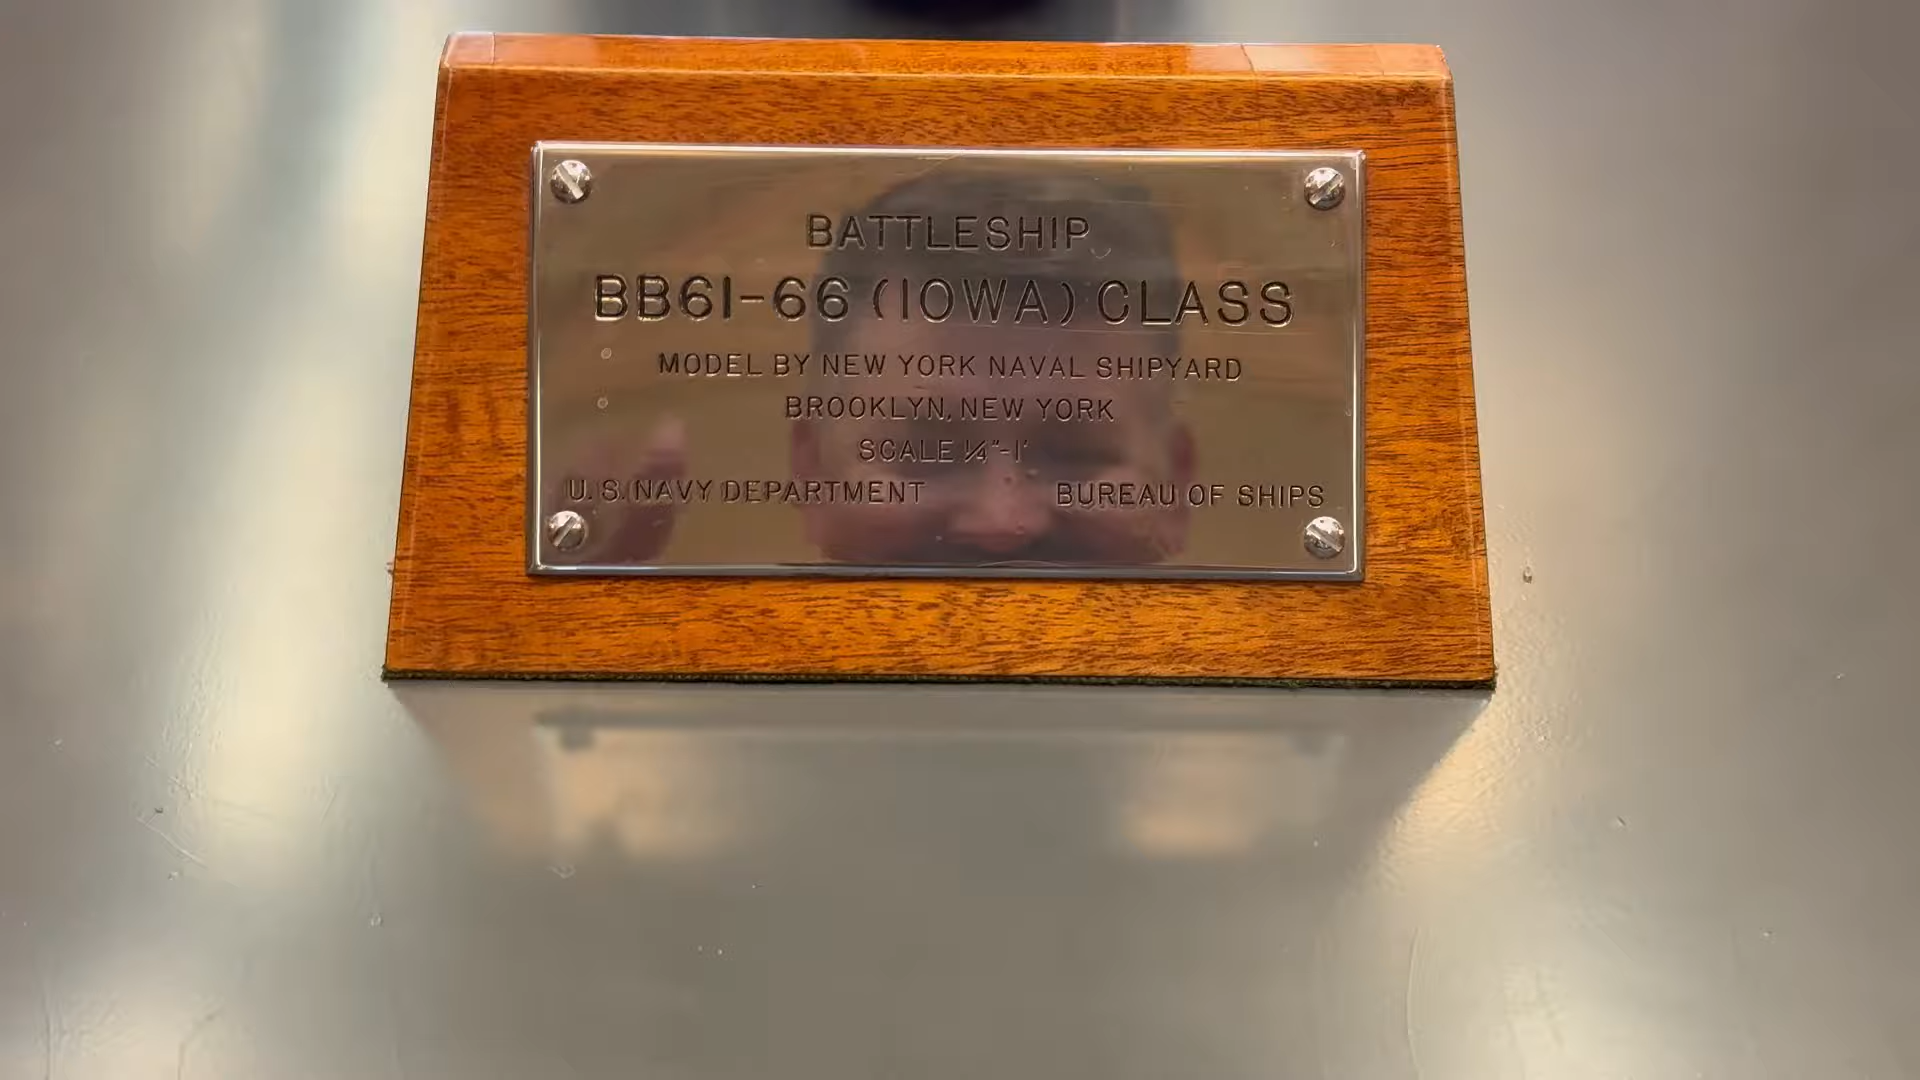 BATTLESHIP
BB61-66 (IOWA) CLASS
MODEL BY NEW YORK NAVAL SHIPYARD
BROOKLYN, NEW YORK
SCALE ¼"-1'
U.S. NAVY DEPARTMENT BUREAU OF SHIPS